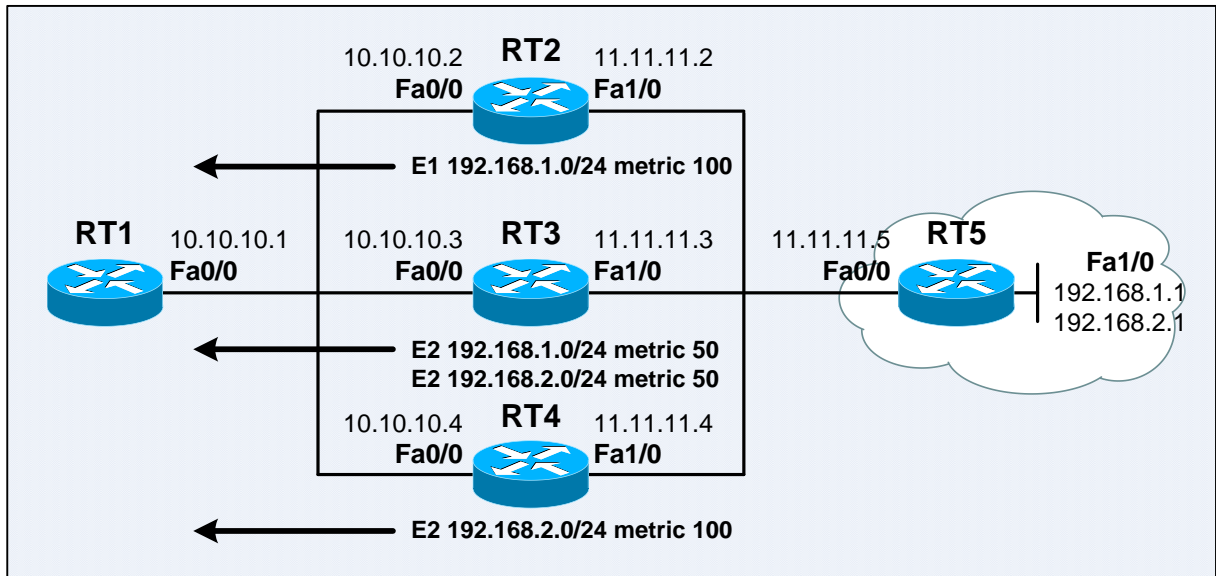 10.10.10.2 RT2 11.11.11.2
Fa0/0 Fa1/0
E1 192.168.1.0/24 metric 100
RT1 10.10.10.1
Fa0/0
10.10.10.3 RT3 11.11.11.3
Fa0/0 Fa1/0
11.11.11.5 RT5
Fa0/0
Fa1/0
192.168.1.1
192.168.2.1
E2 192.168.1.0/24 metric 50
E2 192.168.2.0/24 metric 50
10.10.10.4 RT4 11.11.11.4
Fa0/0 Fa1/0
E2 192.168.2.0/24 metric 100